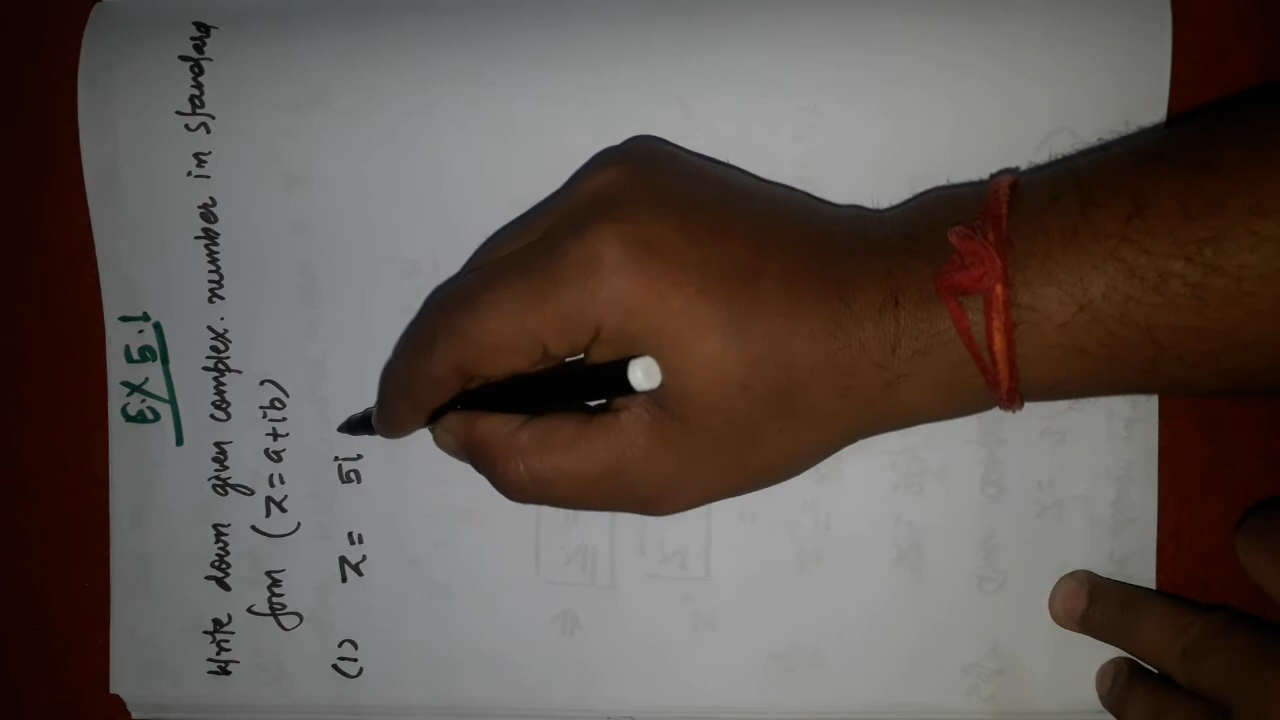 EX 5.1
Write down given complex. number in standard
form (z = a+ib)
(1) z = 5i